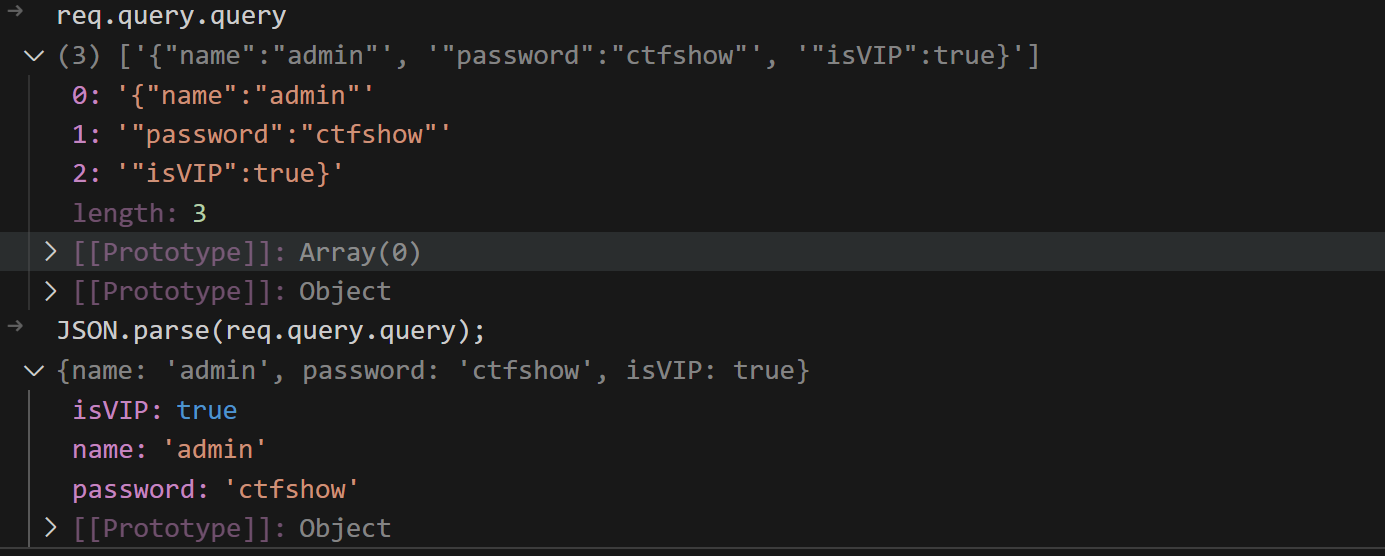 req.query.query
(3) ['{"name":"admin"', '"password":"ctfshow"', '"isVIP":true}']
0: '{"name":"admin"'
1: '"password":"ctfshow"'
2: '"isVIP":true}'
length: 3
[[Prototype]]: Array(0)
[[Prototype]]: Object
JSON.parse(req.query.query);
{name: 'admin', password: 'ctfshow', isVIP: true}
isVIP: true
name: 'admin'
password: 'ctfshow'
[[Prototype]]: Object